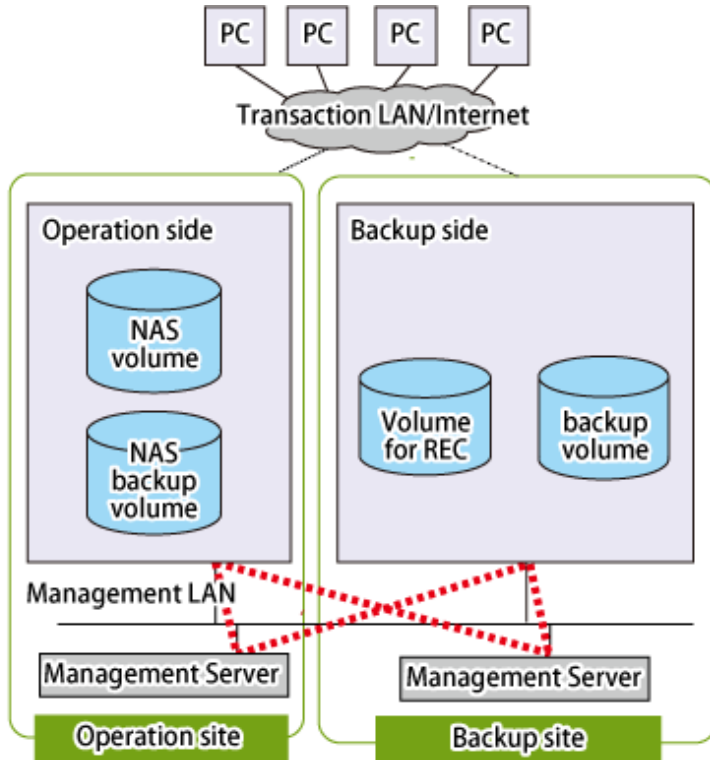 PC PC PC PC
Transaction LAN/Internet
Operation side
NAS
volume
NAS
backup
volume
Backup side
Volume
for REC
backup
volume
Management LAN
Management Server
Management Server
Operation site
Backup site